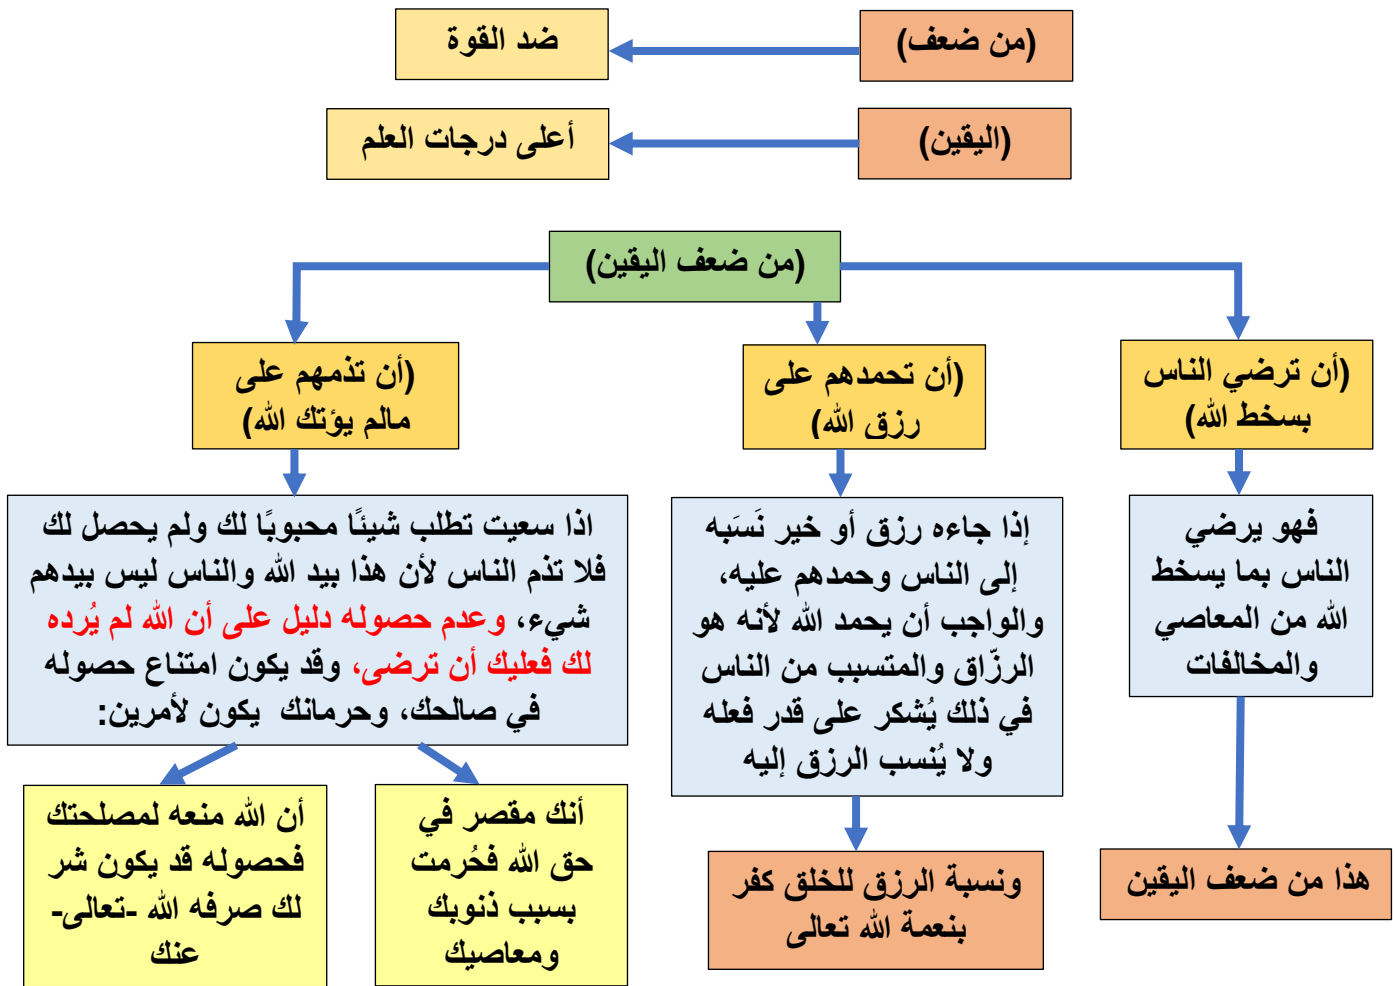 (من ضعف)
ضد القوة
(اليقين)
أعلى درجات العلم
(من ضعف اليقين)
(أن ترضي الناس
بسخط الله)
(أن تحمدهم على
رزق الله)
(أن تذمهم على
مالم يؤتك الله)
فهو يرضي
الناس بما يسخط
الله من المعاصي
والمخالفات
إذا جاءه رزق أو خير نَسَبه
إلى الناس وحمدهم عليه،
والواجب أن يحمد الله لأنه هو
الرزّاق والمتسبب من الناس
في ذلك يُشكر على قدر فعله
ولا يُنسب الرزق إليه
اذا سعيت تطلب شيئًا محبوبًا لك ولم يحصل لك
فلا تذم الناس لأن هذا بيد الله والناس ليس بيدهم
شيء، وعدم حصوله دليل على أن الله لم يُرده
لك فعليك أن ترضى، وقد يكون امتناع حصوله
في صالحك، وحرمانك يكون لأمرين:
هذا من ضعف اليقين
ونسبة الرزق للخلق كفر
بنعمة الله تعالى
أنك مقصر في
حق الله فحُرمت
بسبب ذنوبك
ومعاصيك
أن الله منعه لمصلحتك
فحصوله قد يكون شر
لك صرفه الله -تعالى-
عنك